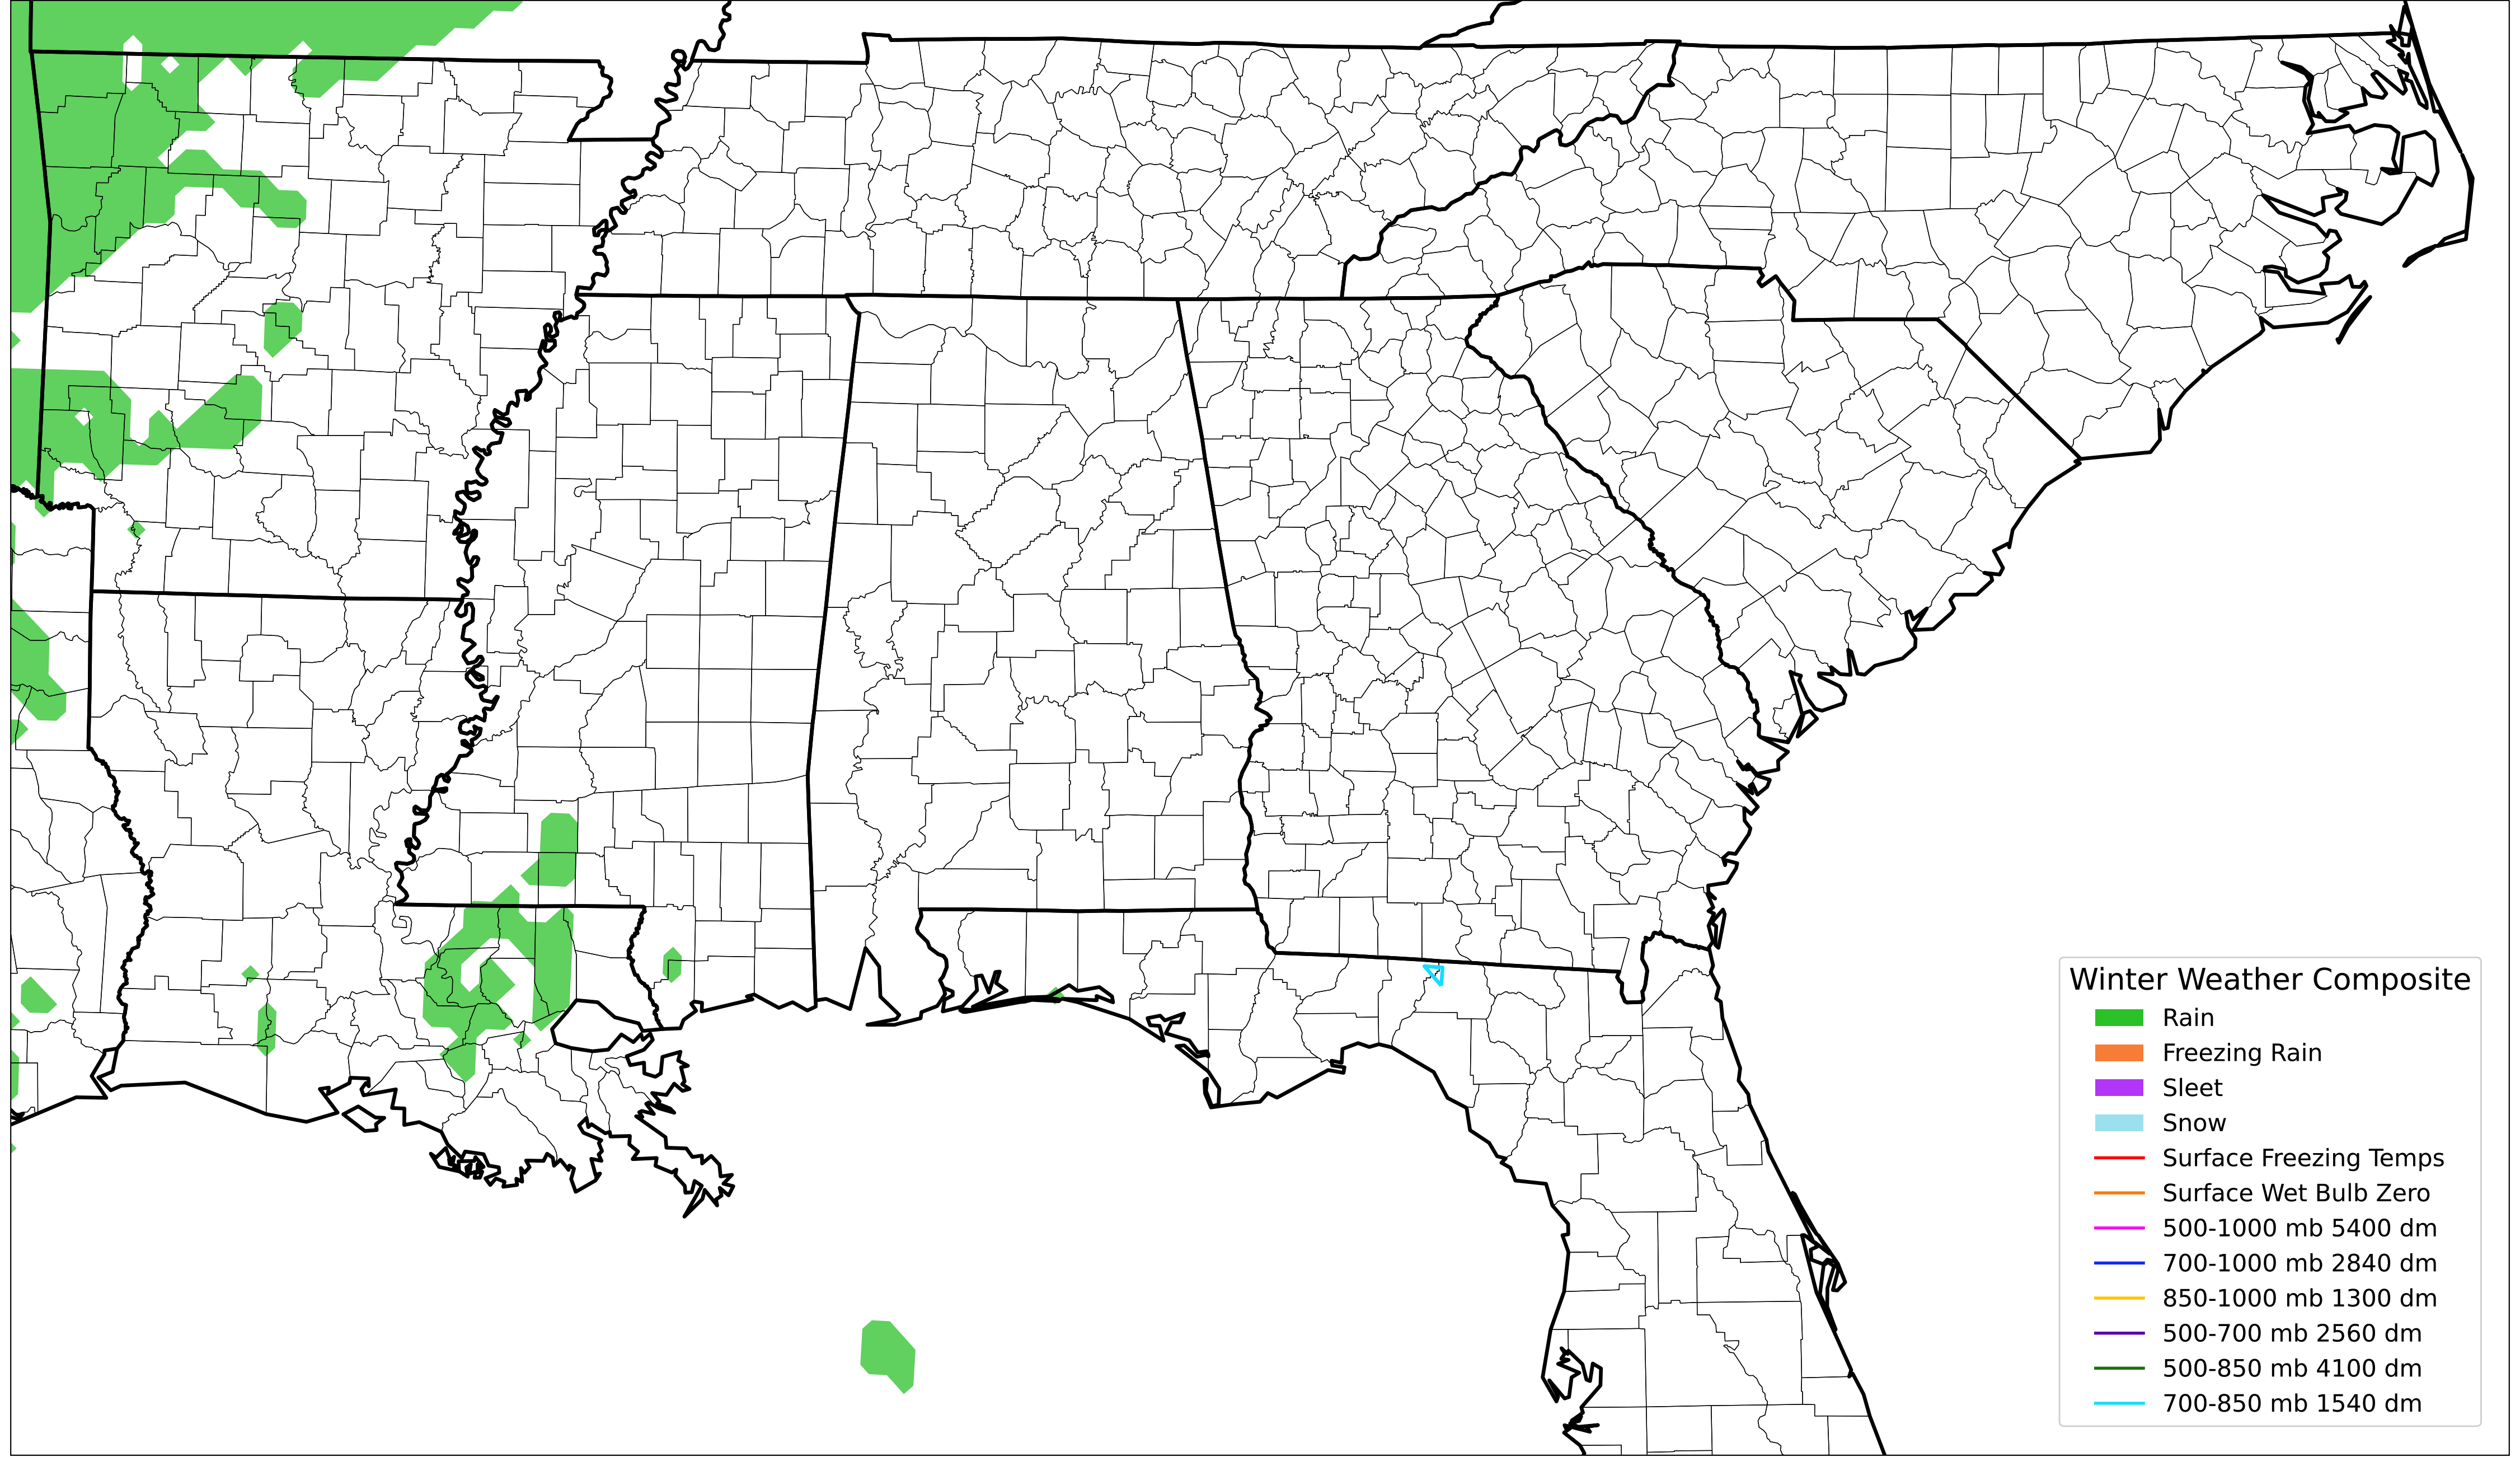 Winter Weather Composite
Rain
Freezing Rain
Sleet
Snow
Surface Freezing Temps
Surface Wet Bulb Zero
500-1000 mb 5400 dm
700-1000 mb 2840 dm
850-1000 mb 1300 dm
500-700 mb 2560 dm
500-850 mb 4100 dm
700-850 mb 1540 dm